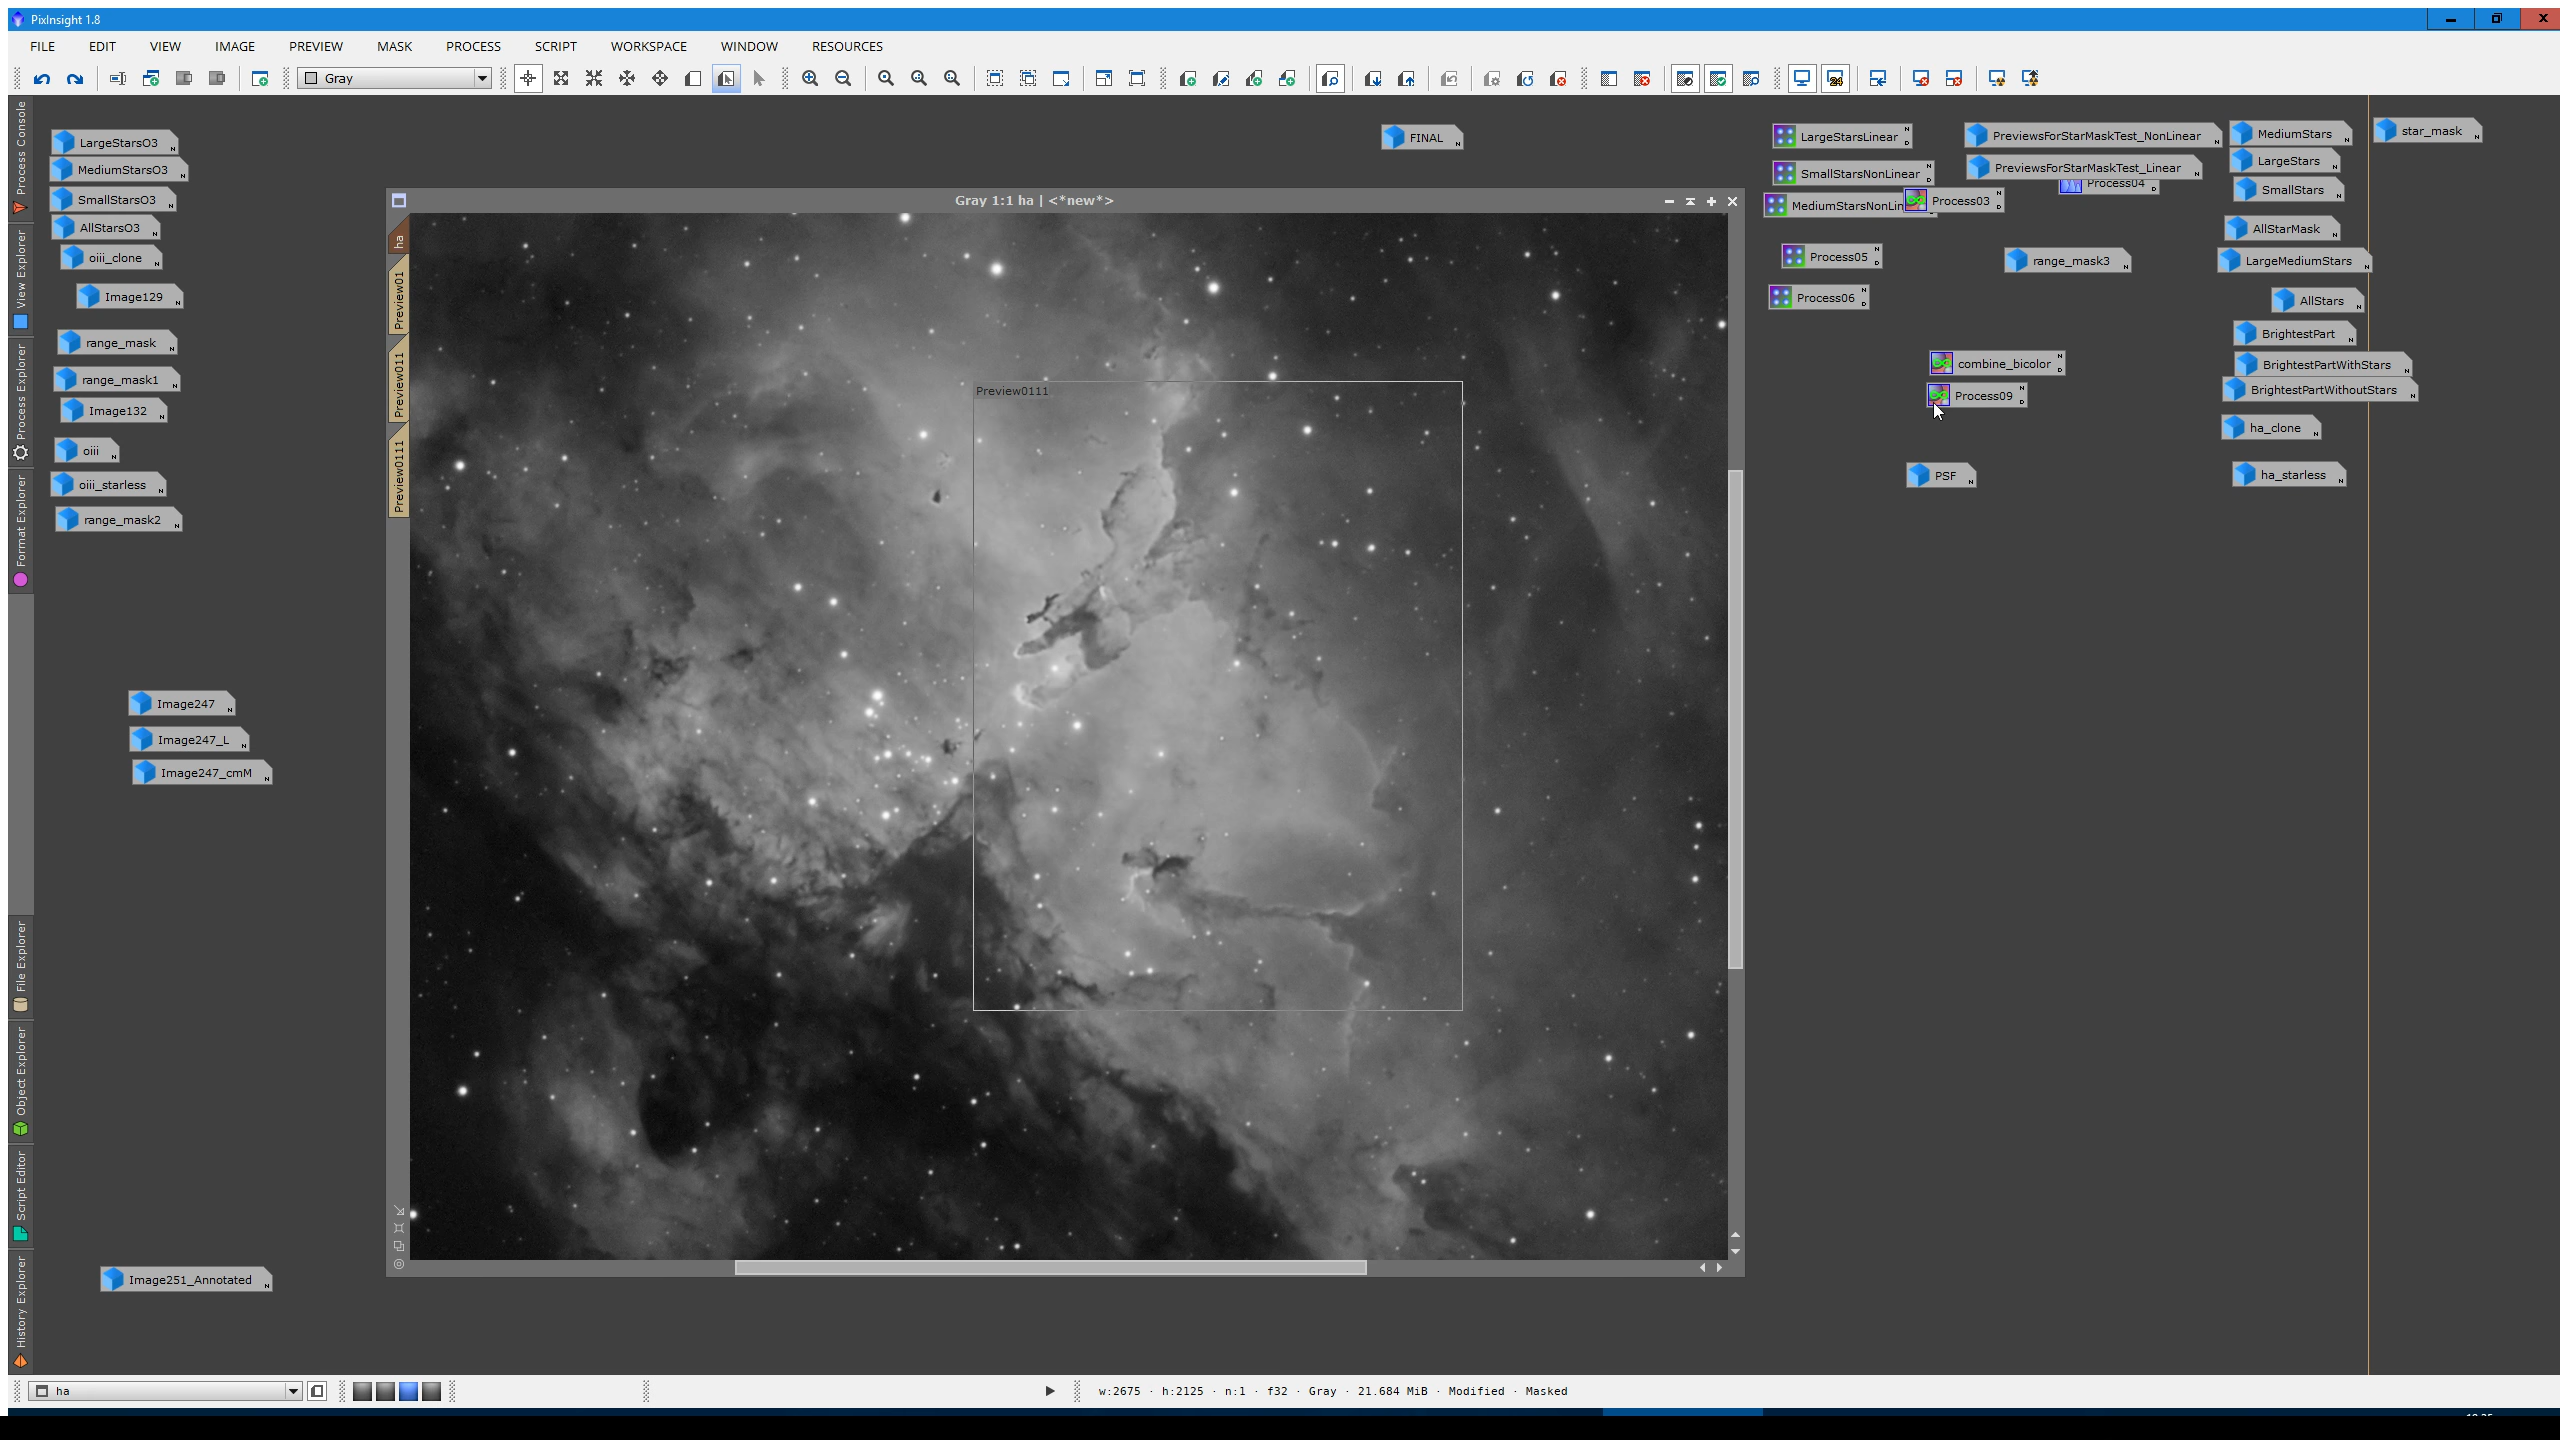 PixInsight 1.8
FILE EDIT VIEW IMAGE PREVIEW MASK PROCESS SCRIPT WORKSPACE WINDOW RESOURCES
Gray
24
Process Console
View Explorer
Process Explorer
Format Explorer
File Explorer
Object Explorer
Script Editor
History Explorer
LargeStarsO3
MediumStarsO3
SmallStarsO3
AllStarsO3
oiii_clone
Image129
range_mask
range_mask1
Image132
oiii
oiii_starless
range_mask2
Image247
Image247_L
Image247_cmM
Image251_Annotated
FINAL
Gray 1:1 ha | <*new*>
ha
Preview01
Preview011
Preview0111
Preview0111
LargeStarsLinear
SmallStarsNonLinear
MediumStarsNonLin
Process03
Process04
Process05
Process06
PreviewsForStarMaskTest_NonLinear
PreviewsForStarMaskTest_Linear
range_mask3
combine_bicolor
Process09
PSF
MediumStars
LargeStars
SmallStars
AllStarMask
LargeMediumStars
AllStars
BrightestPart
BrightestPartWithStars
BrightestPartWithoutStars
ha_clone
ha_starless
star_mask
ha
w:2675 · h:2125 · n:1 · f32 · Gray · 21.684 MiB · Modified · Masked